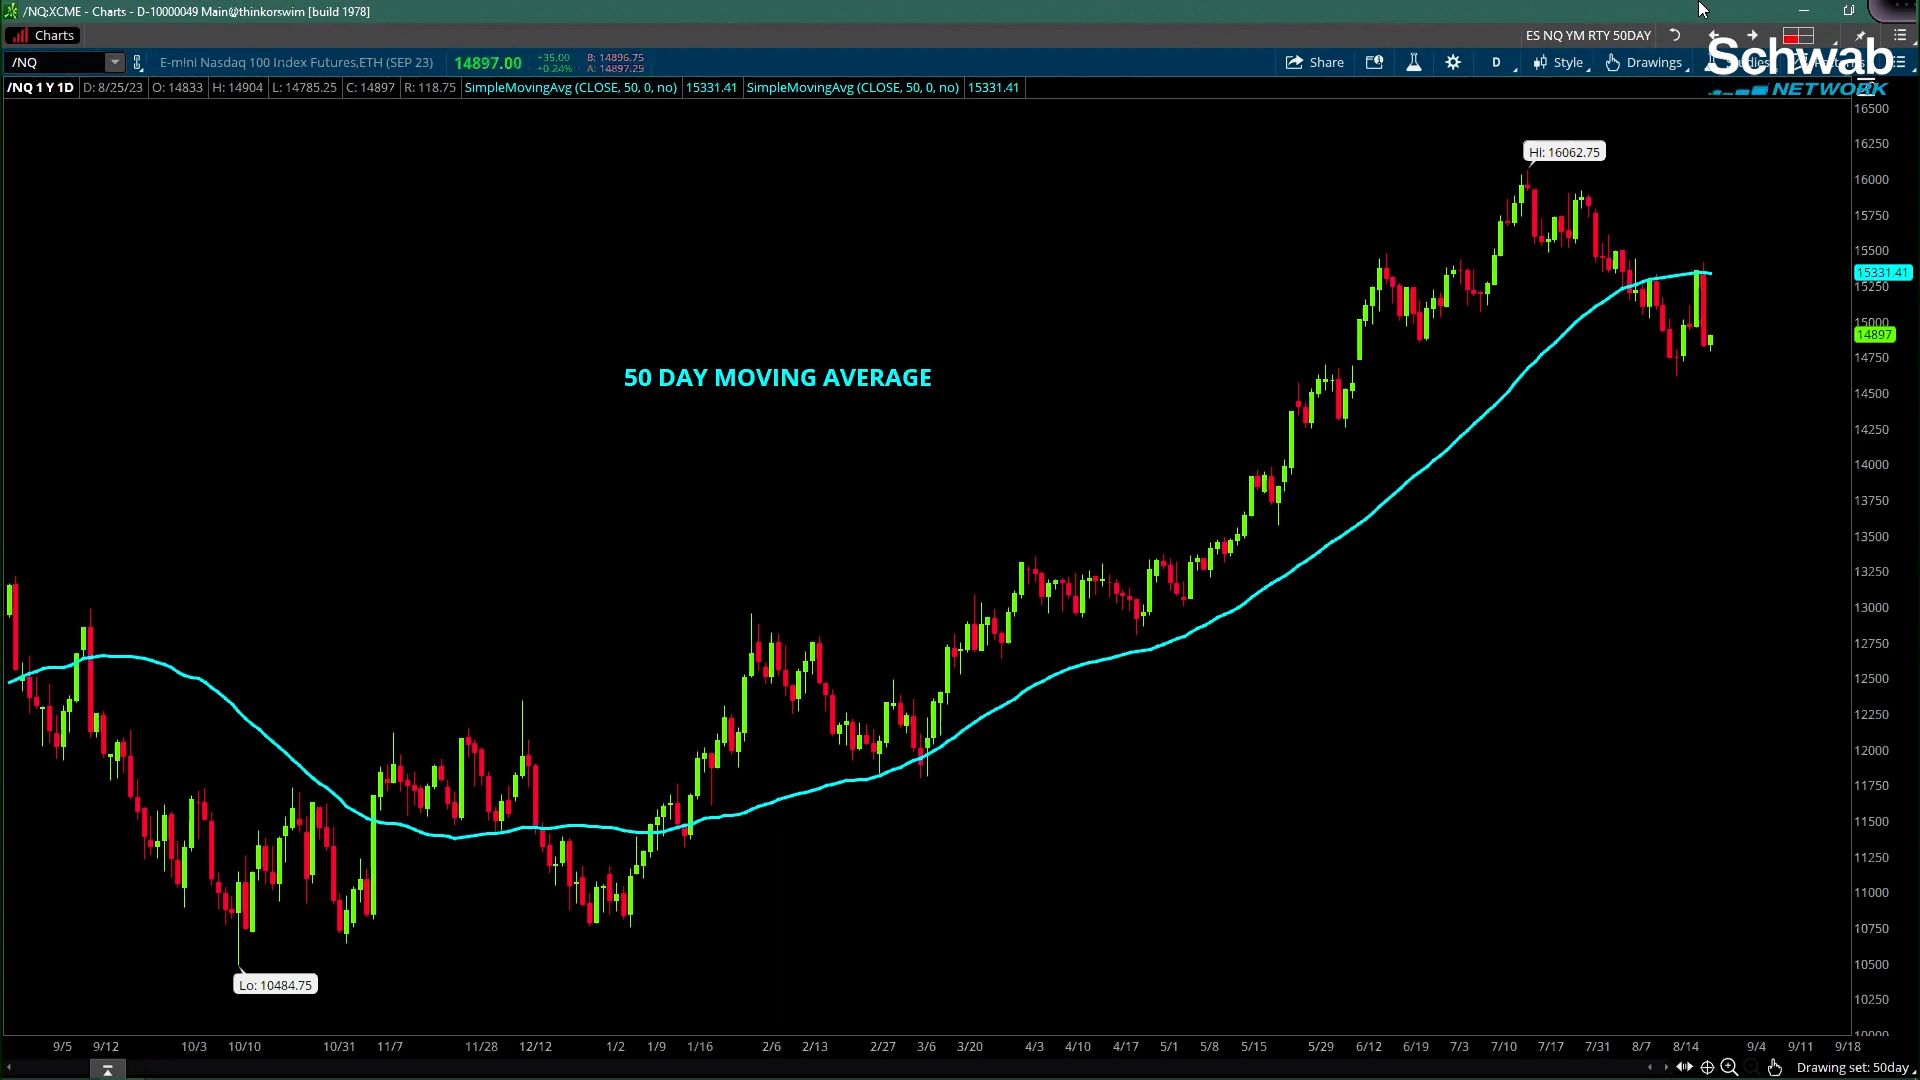 /NQ:XCME - Charts - D-10000049 Main@thinkorswim [build 1978]
Charts
ES NQ YM RTY 50DAY
/NQ
E-mini Nasdaq 100 Index Futures,ETH (SEP 23)
14897.00
+35.00
+0.24%
B: 14896.75
A: 14897.25
Share
D
Style
Drawings
Schwab
NETWORK
/NQ 1 Y 1D
D: 8/25/23
O: 14833
H: 14904
L: 14785.25
C: 14897
R: 118.75
SimpleMovingAvg (CLOSE, 50, 0, no)
15331.41
SimpleMovingAvg (CLOSE, 50, 0, no)
15331.41
Hi: 16062.75
50 DAY MOVING AVERAGE
Lo: 10484.75
16500
16250
16000
15750
15500
15331.41
15250
15000
14897
14750
14500
14250
14000
13750
13500
13250
13000
12750
12500
12250
12000
11750
11500
11250
11000
10750
10500
10250
10000
9/5 9/12 10/3 10/10 10/31 11/7 11/28 12/12 1/2 1/9 1/16 2/6 2/13 2/27 3/6 3/20 4/3 4/10 4/17 5/1 5/8 5/15 5/29 6/12 6/19 7/3 7/10 7/17 7/31 8/7 8/14 9/4 9/11 9/18
Drawing set: 50day